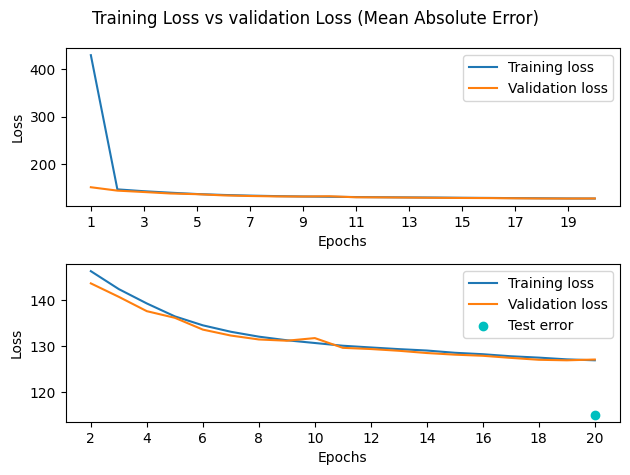 Training Loss vs validation Loss (Mean Absolute Error)
400
300
200
Loss
Training loss
Validation loss
1 3 5 7 9 11 13 15 17 19
Epochs
140
130
120
Loss
Training loss
Validation loss
Test error
2 4 6 8 10 12 14 16 18 20
Epochs